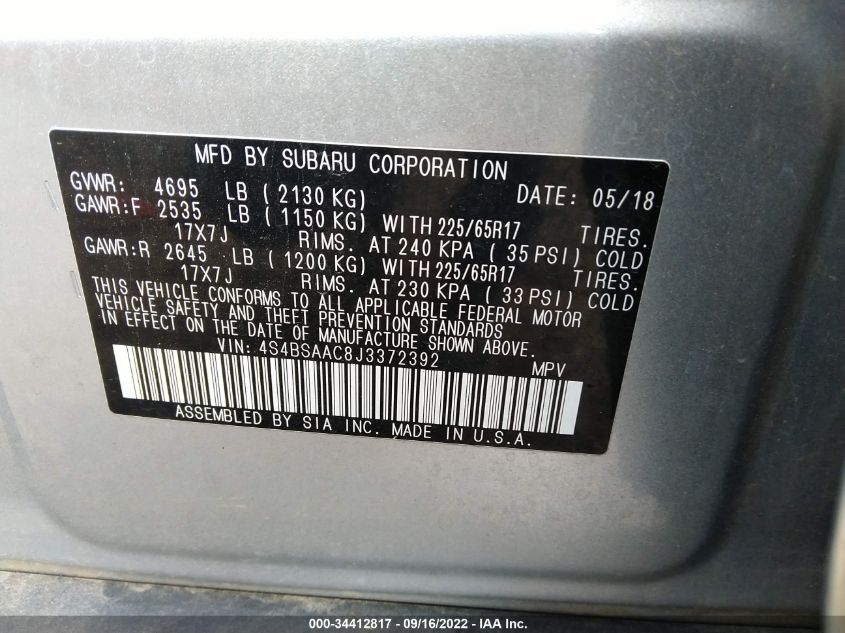 MFD BY SUBARU CORPORATION
GVWR: 4695 LB ( 2130 KG) DATE: 05/18
GAWR:F 2535 LB ( 1150 KG) WITH 225/65R17 TIRES.
17X7J RIMS. AT 240 KPA ( 35 PSI) COLD
GAWR:R 2645 LB ( 1200 KG) WITH 225/65R17 TIRES.
17X7J RIMS. AT 230 KPA ( 33 PSI) COLD
THIS VEHICLE CONFORMS TO ALL APPLICABLE FEDERAL MOTOR
VEHICLE SAFETY AND THEFT PREVENTION STANDARDS
IN EFFECT ON THE DATE OF MANUFACTURE SHOWN ABOVE.
VIN: 4S4BSAAC8J3372392 MPV
ASSEMBLED BY SIA INC. MADE IN U.S.A.
000-34412817 - 09/16/2022 - IAA Inc.